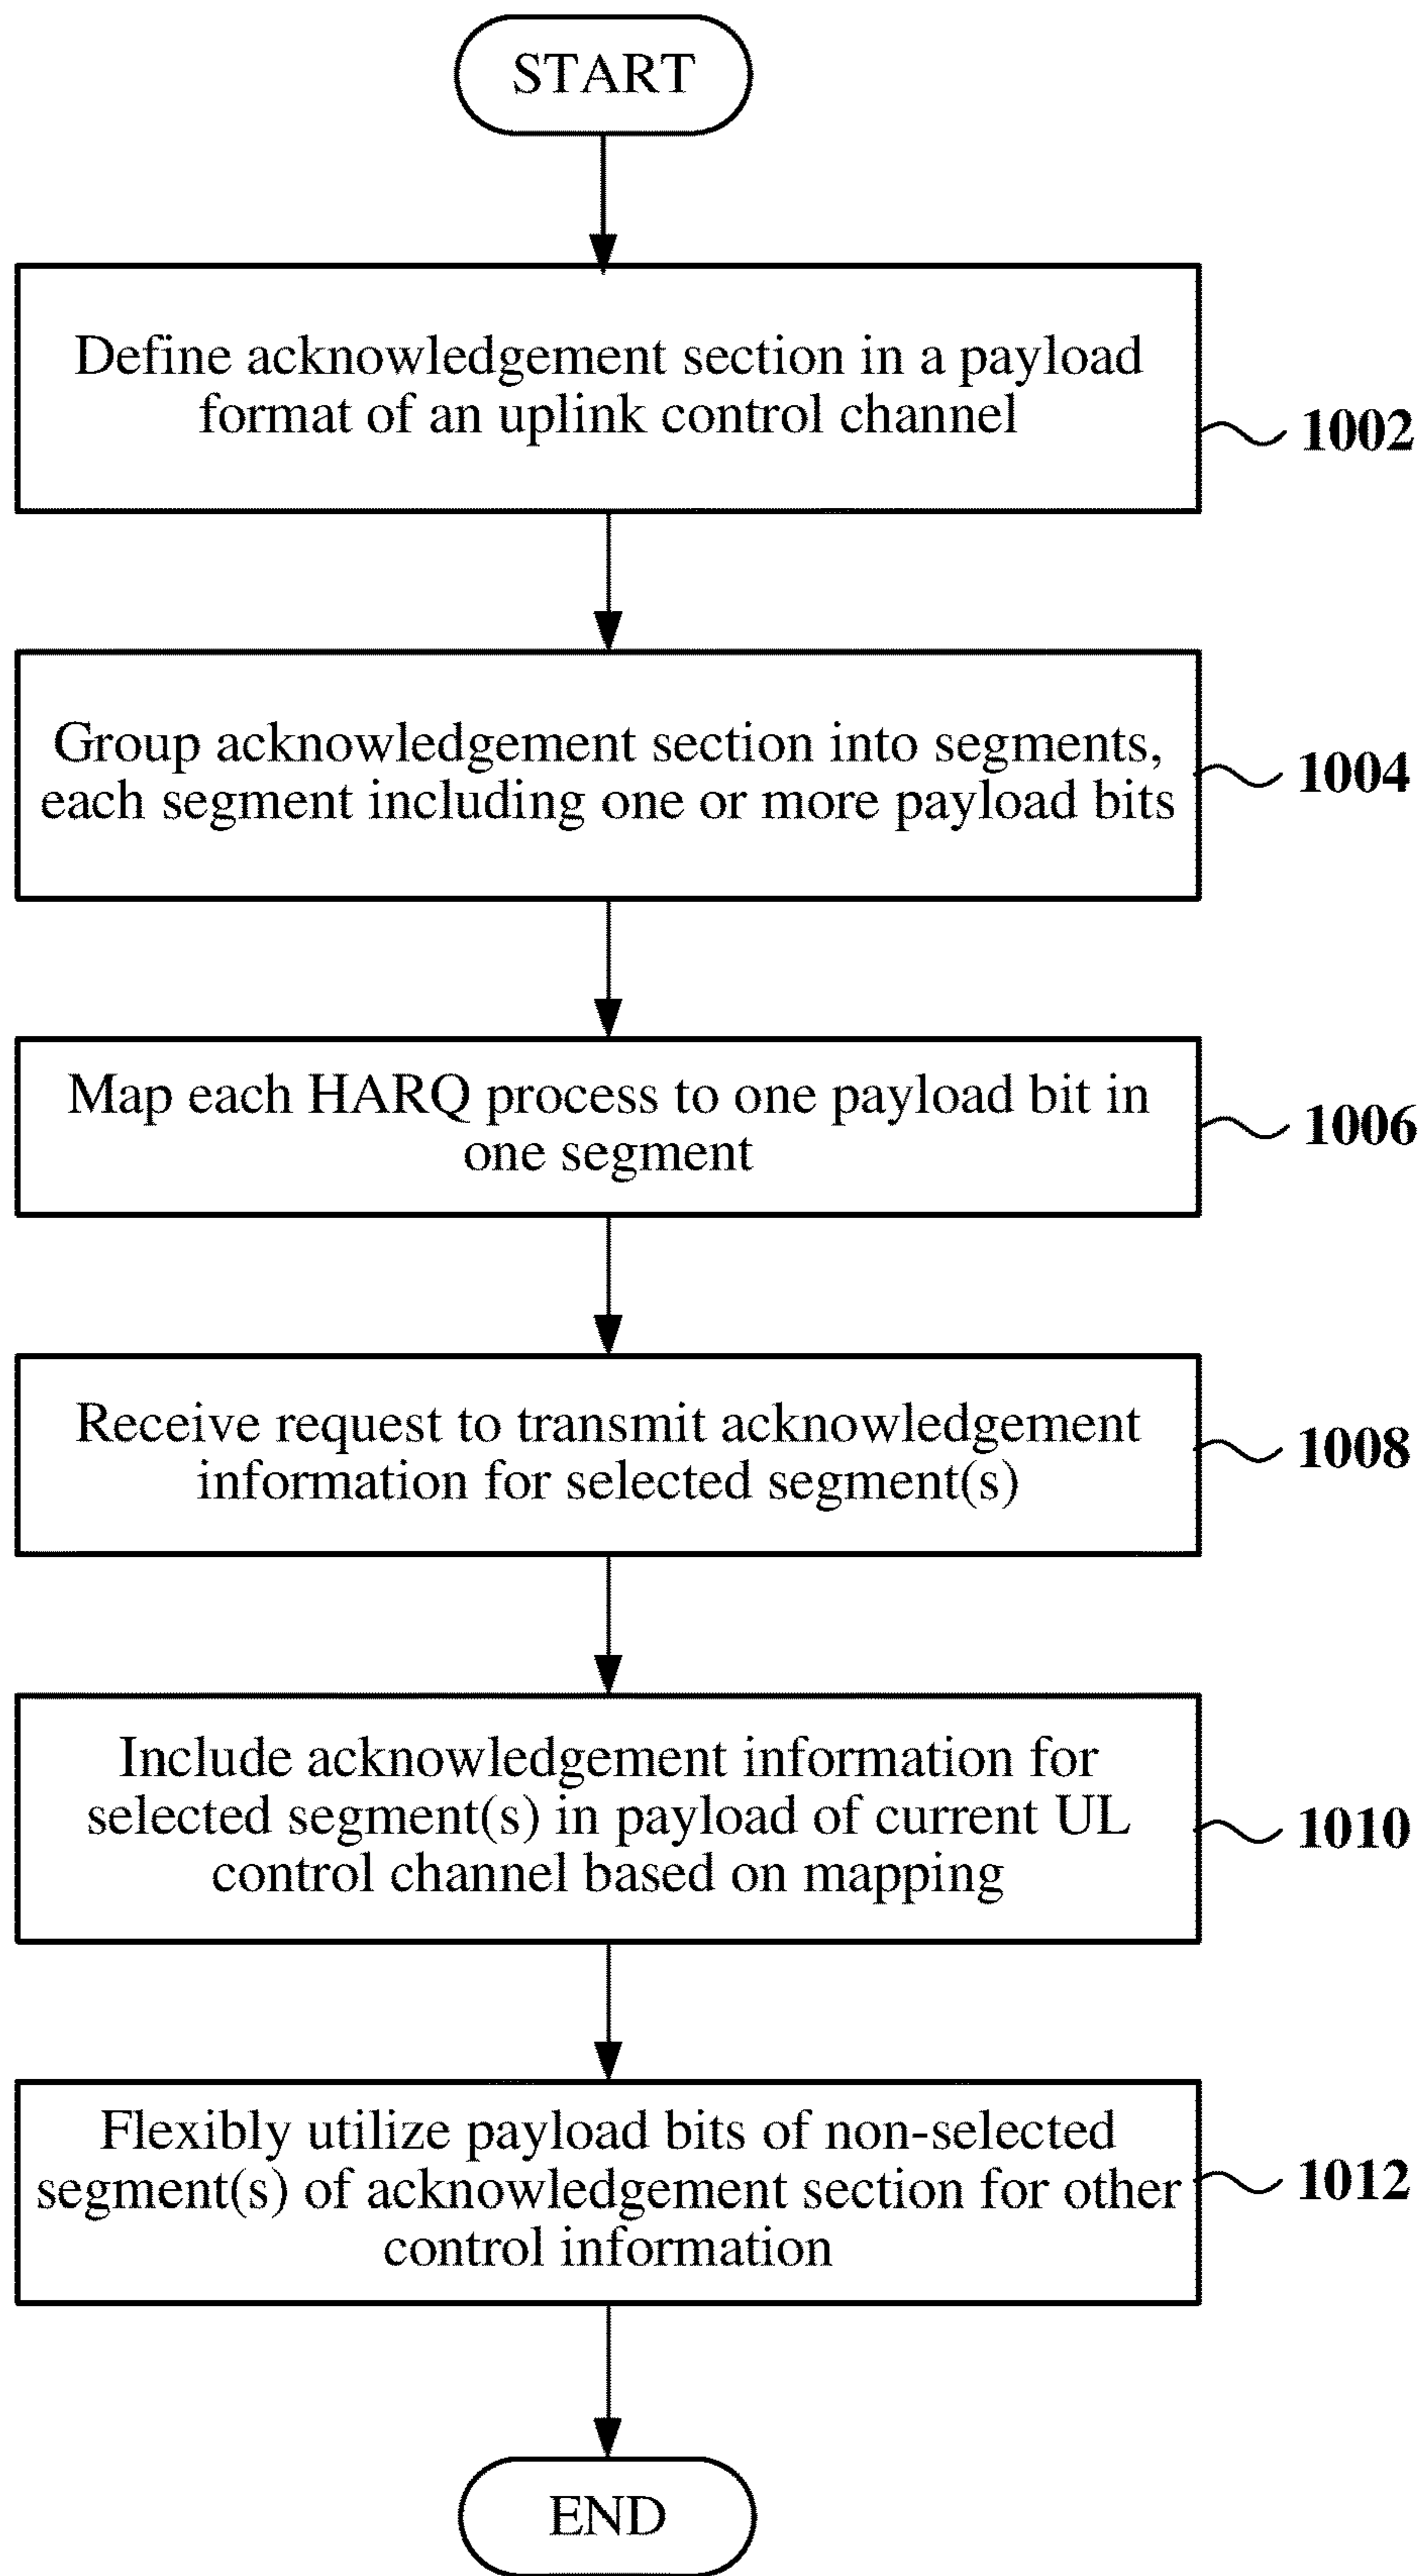 START
Define acknowledgement section in a payload
format of an uplink control channel
1002
Group acknowledgement section into segments,
each segment including one or more payload bits
1004
Map each HARQ process to one payload bit in
one segment
1006
Receive request to transmit acknowledgement
information for selected segment(s)
1008
Include acknowledgement information for
selected segment(s) in payload of current UL
control channel based on mapping
1010
Flexibly utilize payload bits of non-selected
segment(s) of acknowledgement section for other
control information
1012
END